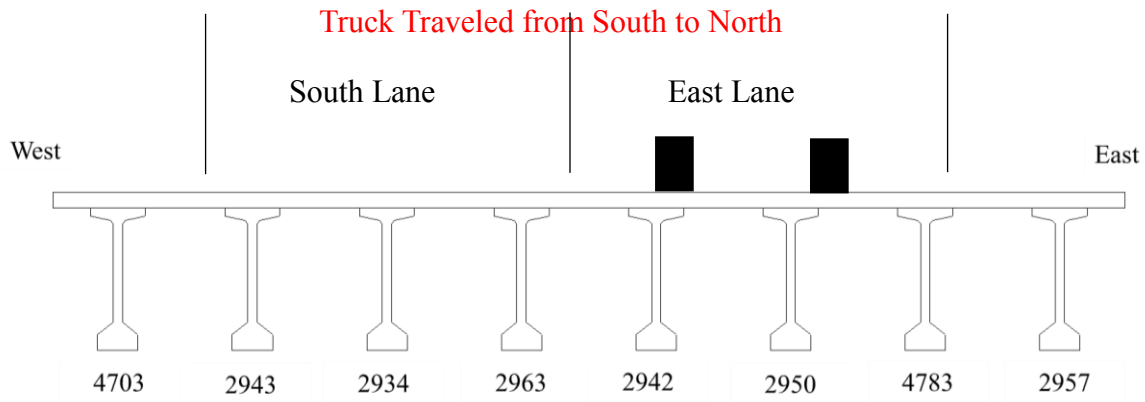 Truck Traveled from South to North
South Lane East Lane
West East
4703 2943 2934 2963 2942 2950 4783 2957